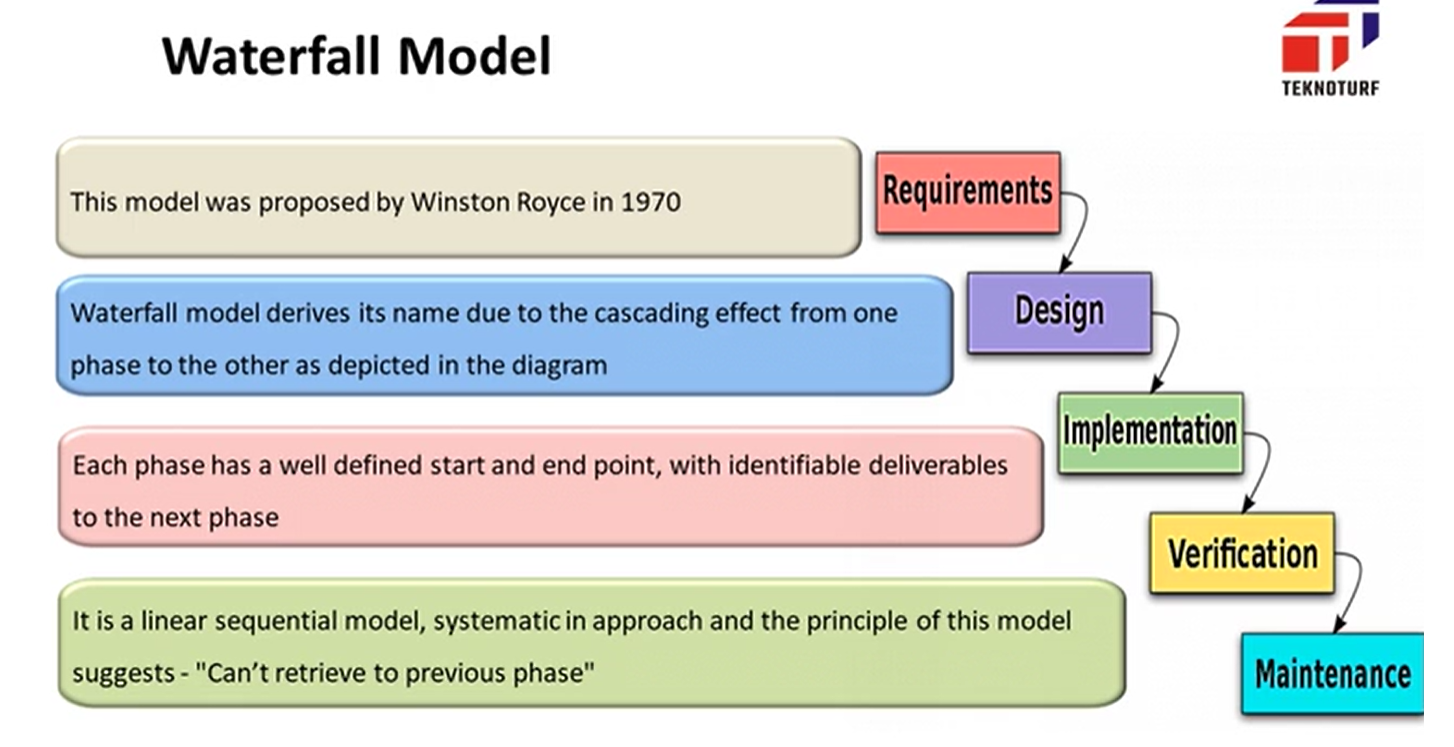 Waterfall Model
TEKNOTURF
This model was proposed by Winston Royce in 1970
Requirements
Waterfall model derives its name due to the cascading effect from one
phase to the other as depicted in the diagram
Design
Each phase has a well defined start and end point, with identifiable deliverables
to the next phase
Implementation
Verification
It is a linear sequential model, systematic in approach and the principle of this model
suggests - "Can’t retrieve to previous phase"
Maintenance